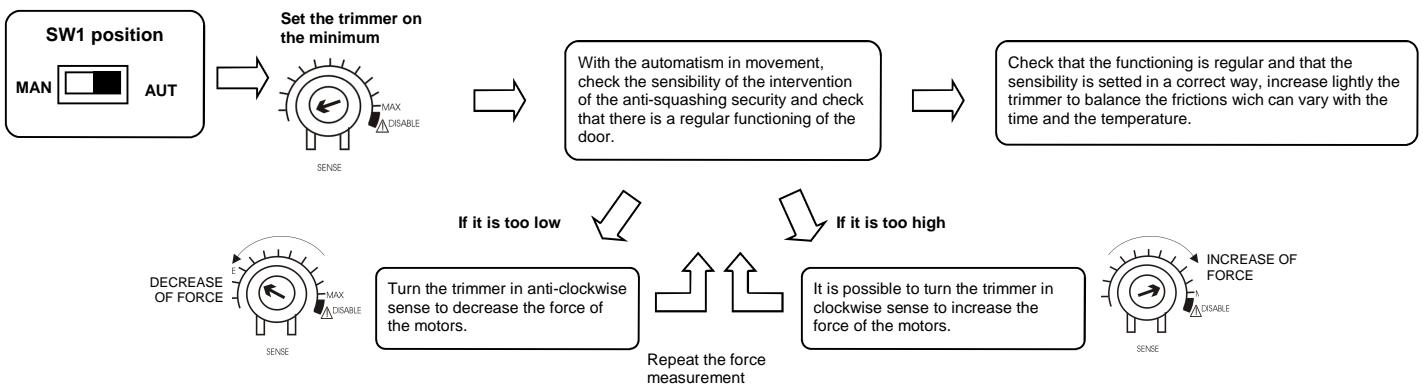 SW1 position
MAN
AUT
Set the trimmer on
the minimum
MAX
DISABLE
SENSE
With the automatism in movement,
check the sensibility of the intervention
of the anti-squashing security and check
that there is a regular functioning of the
door.
Check that the functioning is regular and that the
sensibility is setted in a correct way, increase lightly the
trimmer to balance the frictions wich can vary with the
time and the temperature.
If it is too low
If it is too high
DECREASE
OF FORCE
E
MAX
DISABLE
SENSE
Turn the trimmer in anti-clockwise
sense to decrease the force of
the motors.
It is possible to turn the trimmer in
clockwise sense to increase the
force of the motors.
INCREASE OF
FORCE
DISABLE
SENSE
Repeat the force
measurement